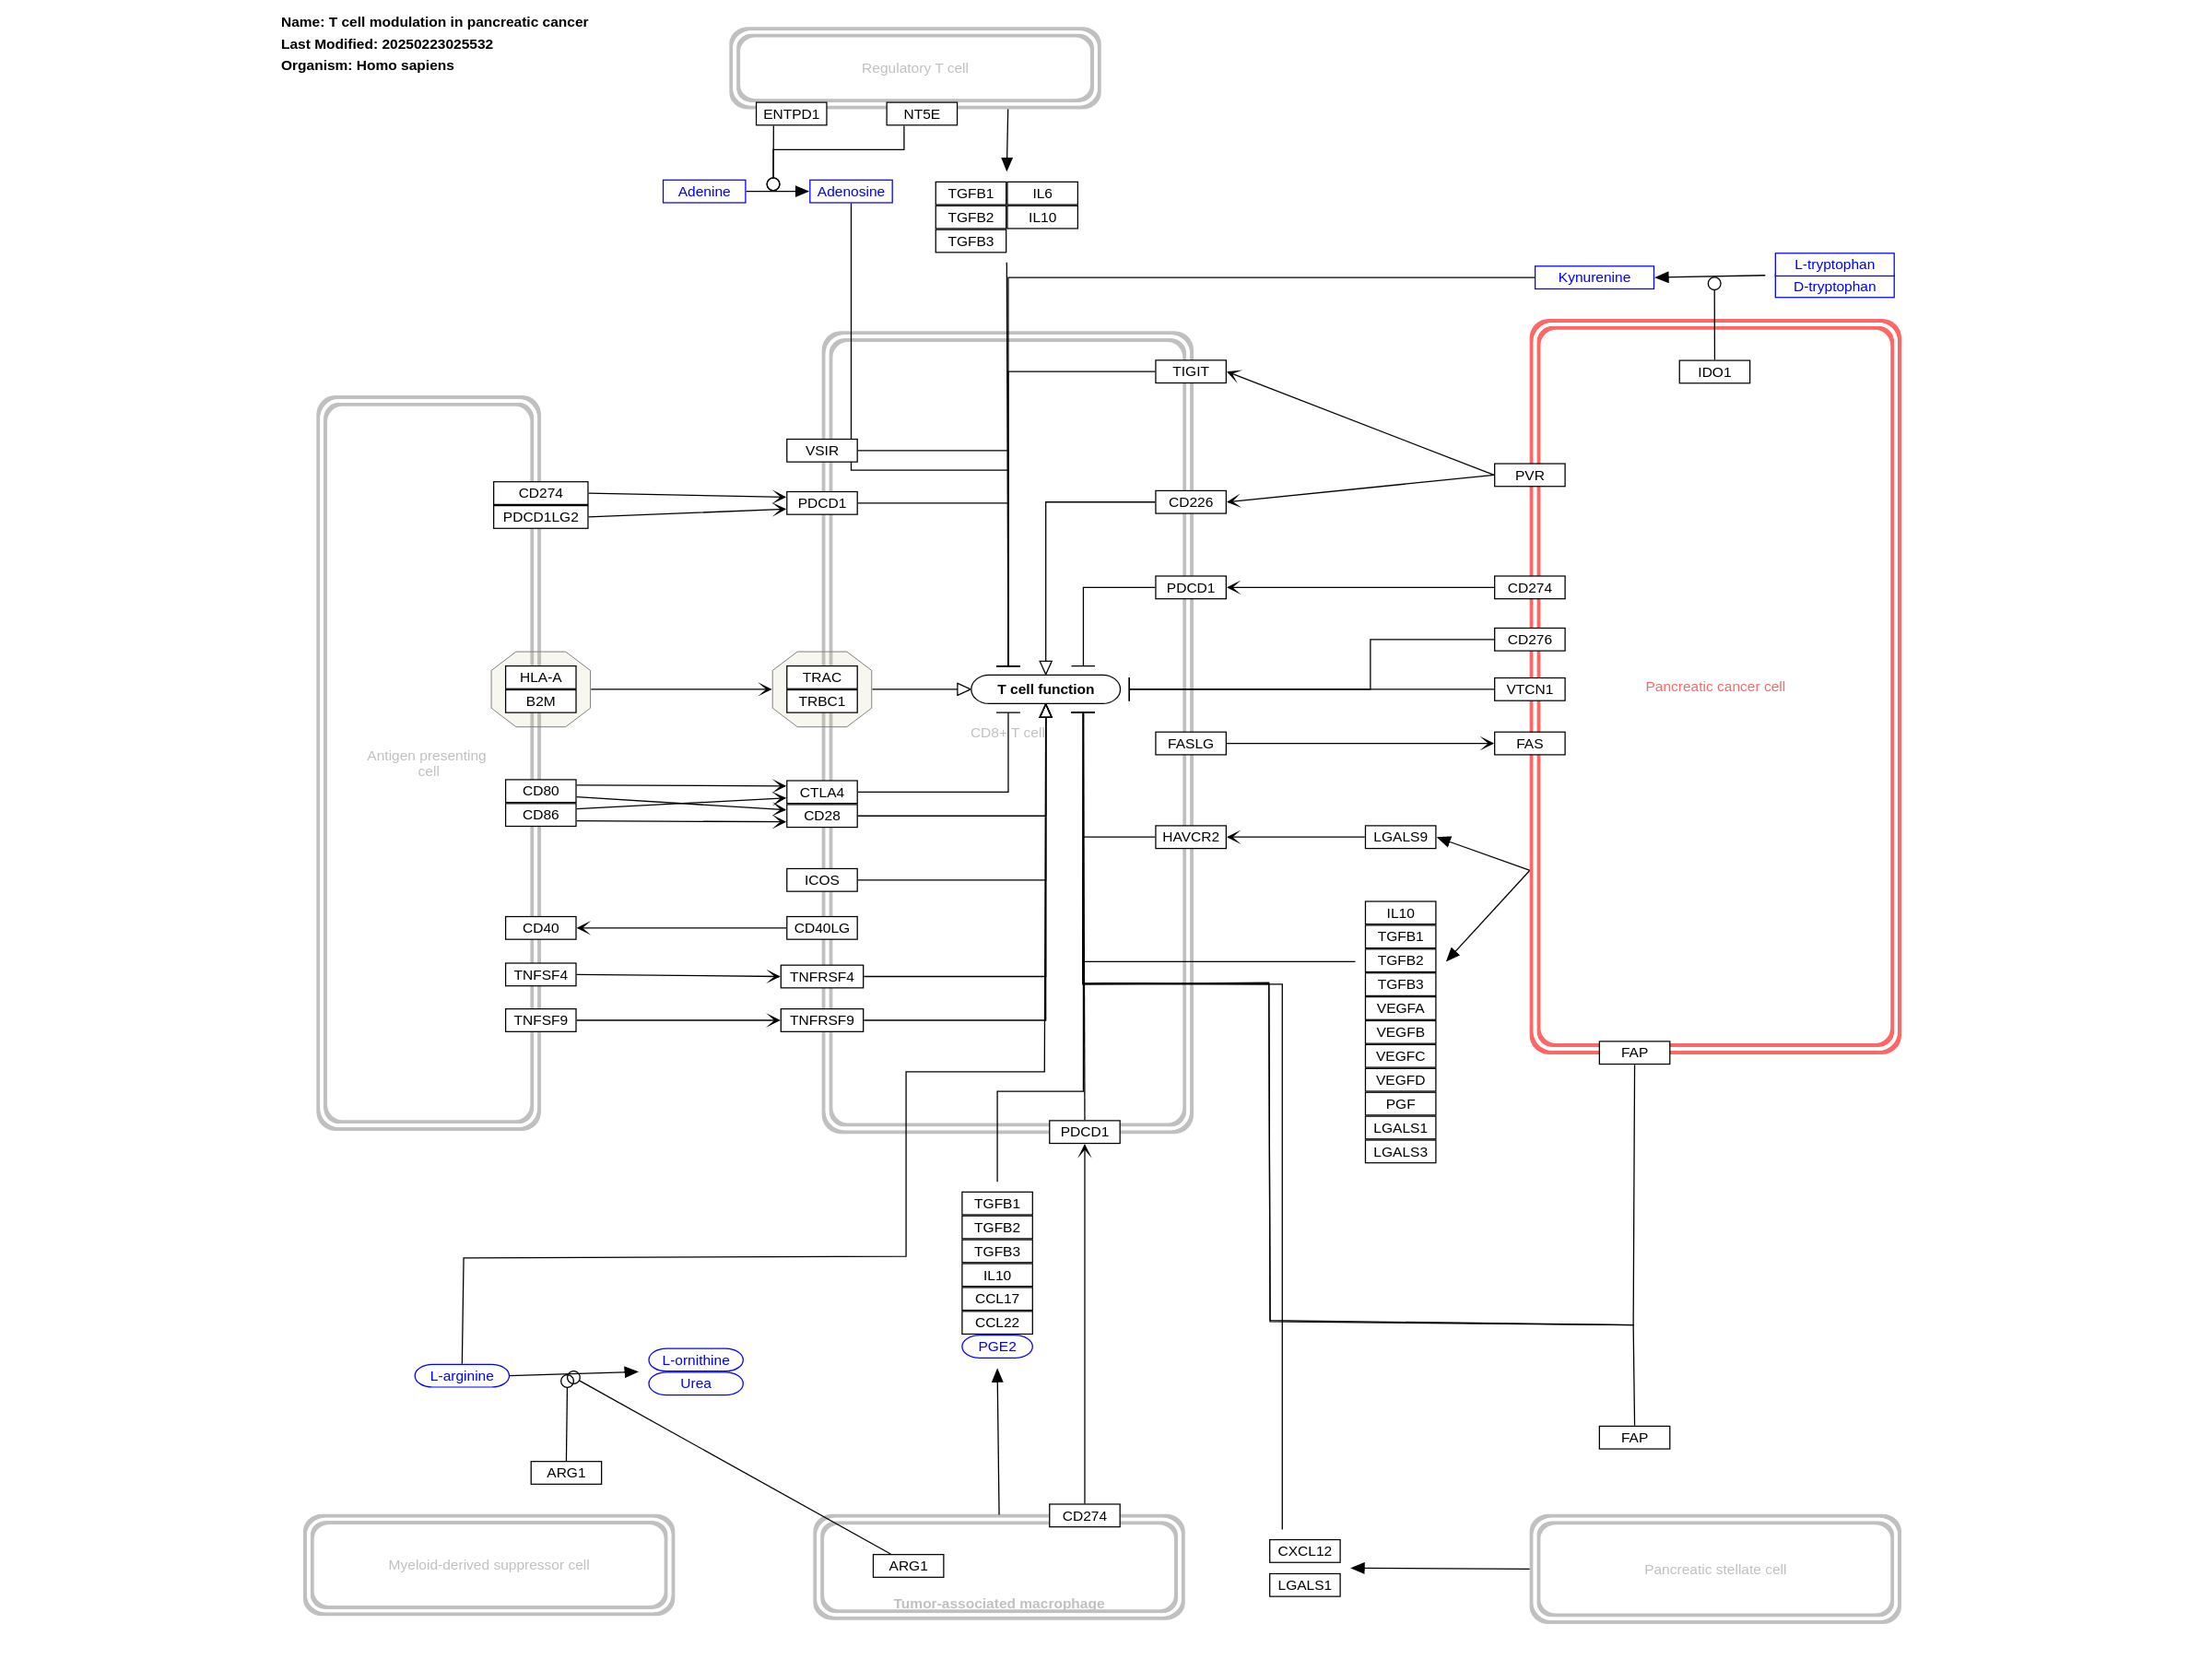 Name: T cell modulation in pancreatic cancer
Last Modified: 20250223025532
Organism: Homo sapiens
Regulatory T cell
ENTPD1
NT5E
Adenine
Adenosine
TGFB1
IL6
TGFB2
IL10
TGFB3
Kynurenine
L-tryptophan
D-tryptophan
IDO1
TIGIT
VSIR
PVR
CD274
PDCD1LG2
PDCD1
CD226
PDCD1
CD274
CD276
HLA-A
B2M
TRAC
TRBC1
T cell function
VTCN1
Pancreatic cancer cell
CD8+ T cell
FASLG
FAS
Antigen presenting
cell
CD80
CD86
CTLA4
CD28
HAVCR2
LGALS9
ICOS
CD40
CD40LG
TNFSF4
TNFRSF4
TNFSF9
TNFRSF9
IL10
TGFB1
TGFB2
TGFB3
VEGFA
VEGFB
VEGFC
VEGFD
PGF
LGALS1
LGALS3
FAP
PDCD1
TGFB1
TGFB2
TGFB3
IL10
CCL17
CCL22
PGE2
L-arginine
L-ornithine
Urea
FAP
ARG1
CD274
Myeloid-derived suppressor cell
ARG1
Tumor-associated macrophage
CXCL12
LGALS1
Pancreatic stellate cell